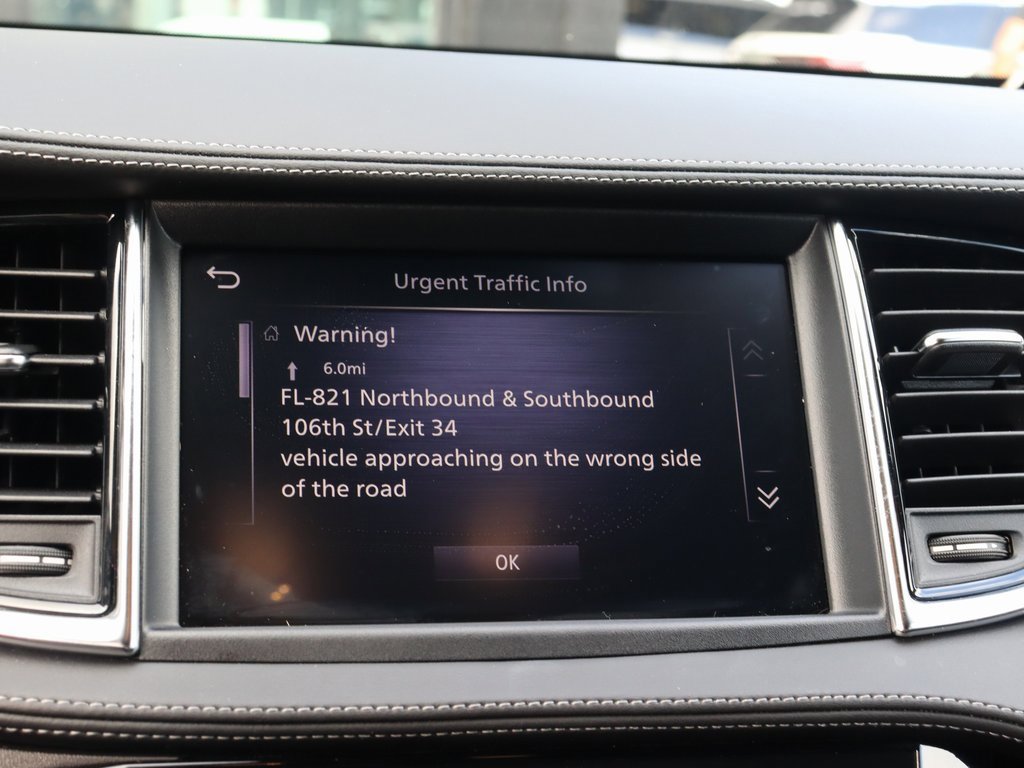 Urgent Traffic Info
Warning!
6.0mi
FL-821 Northbound & Southbound
106th St/Exit 34
vehicle approaching on the wrong side
of the road
OK